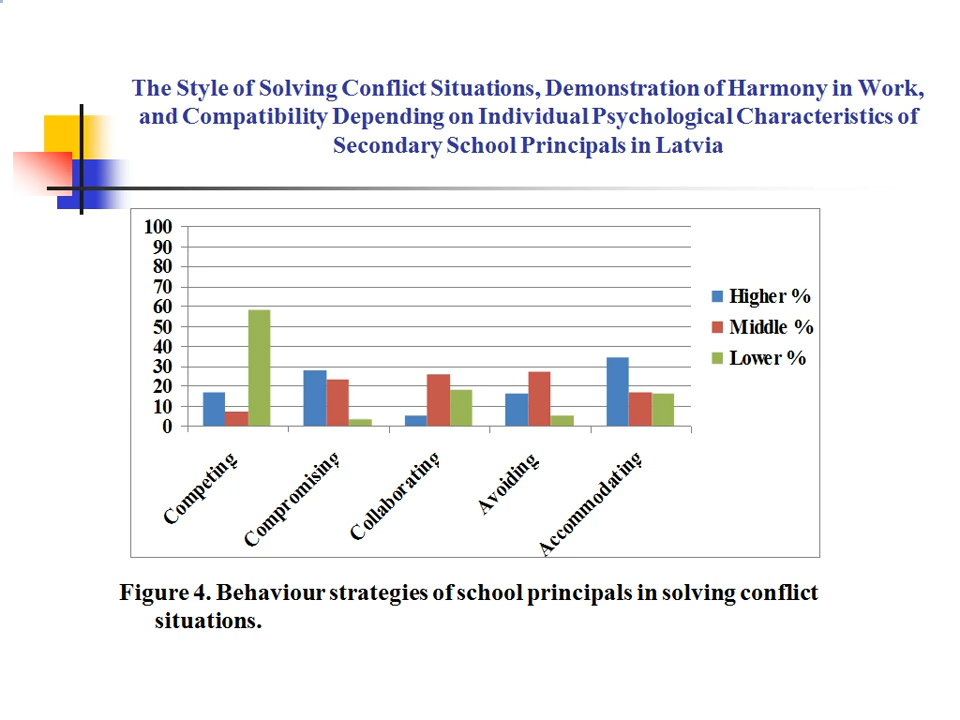 The Style of Solving Conflict Situations, Demonstration of Harmony in Work,
and Compatibility Depending on Individual Psychological Characteristics of
Secondary School Principals in Latvia
100
90
80
70
60
50
40
30
20
10
0
Higher %
Middle %
Lower %
Competing
Compromising
Collaborating
Avoiding
Accommodating
Figure 4. Behaviour strategies of school principals in solving conflict
situations.